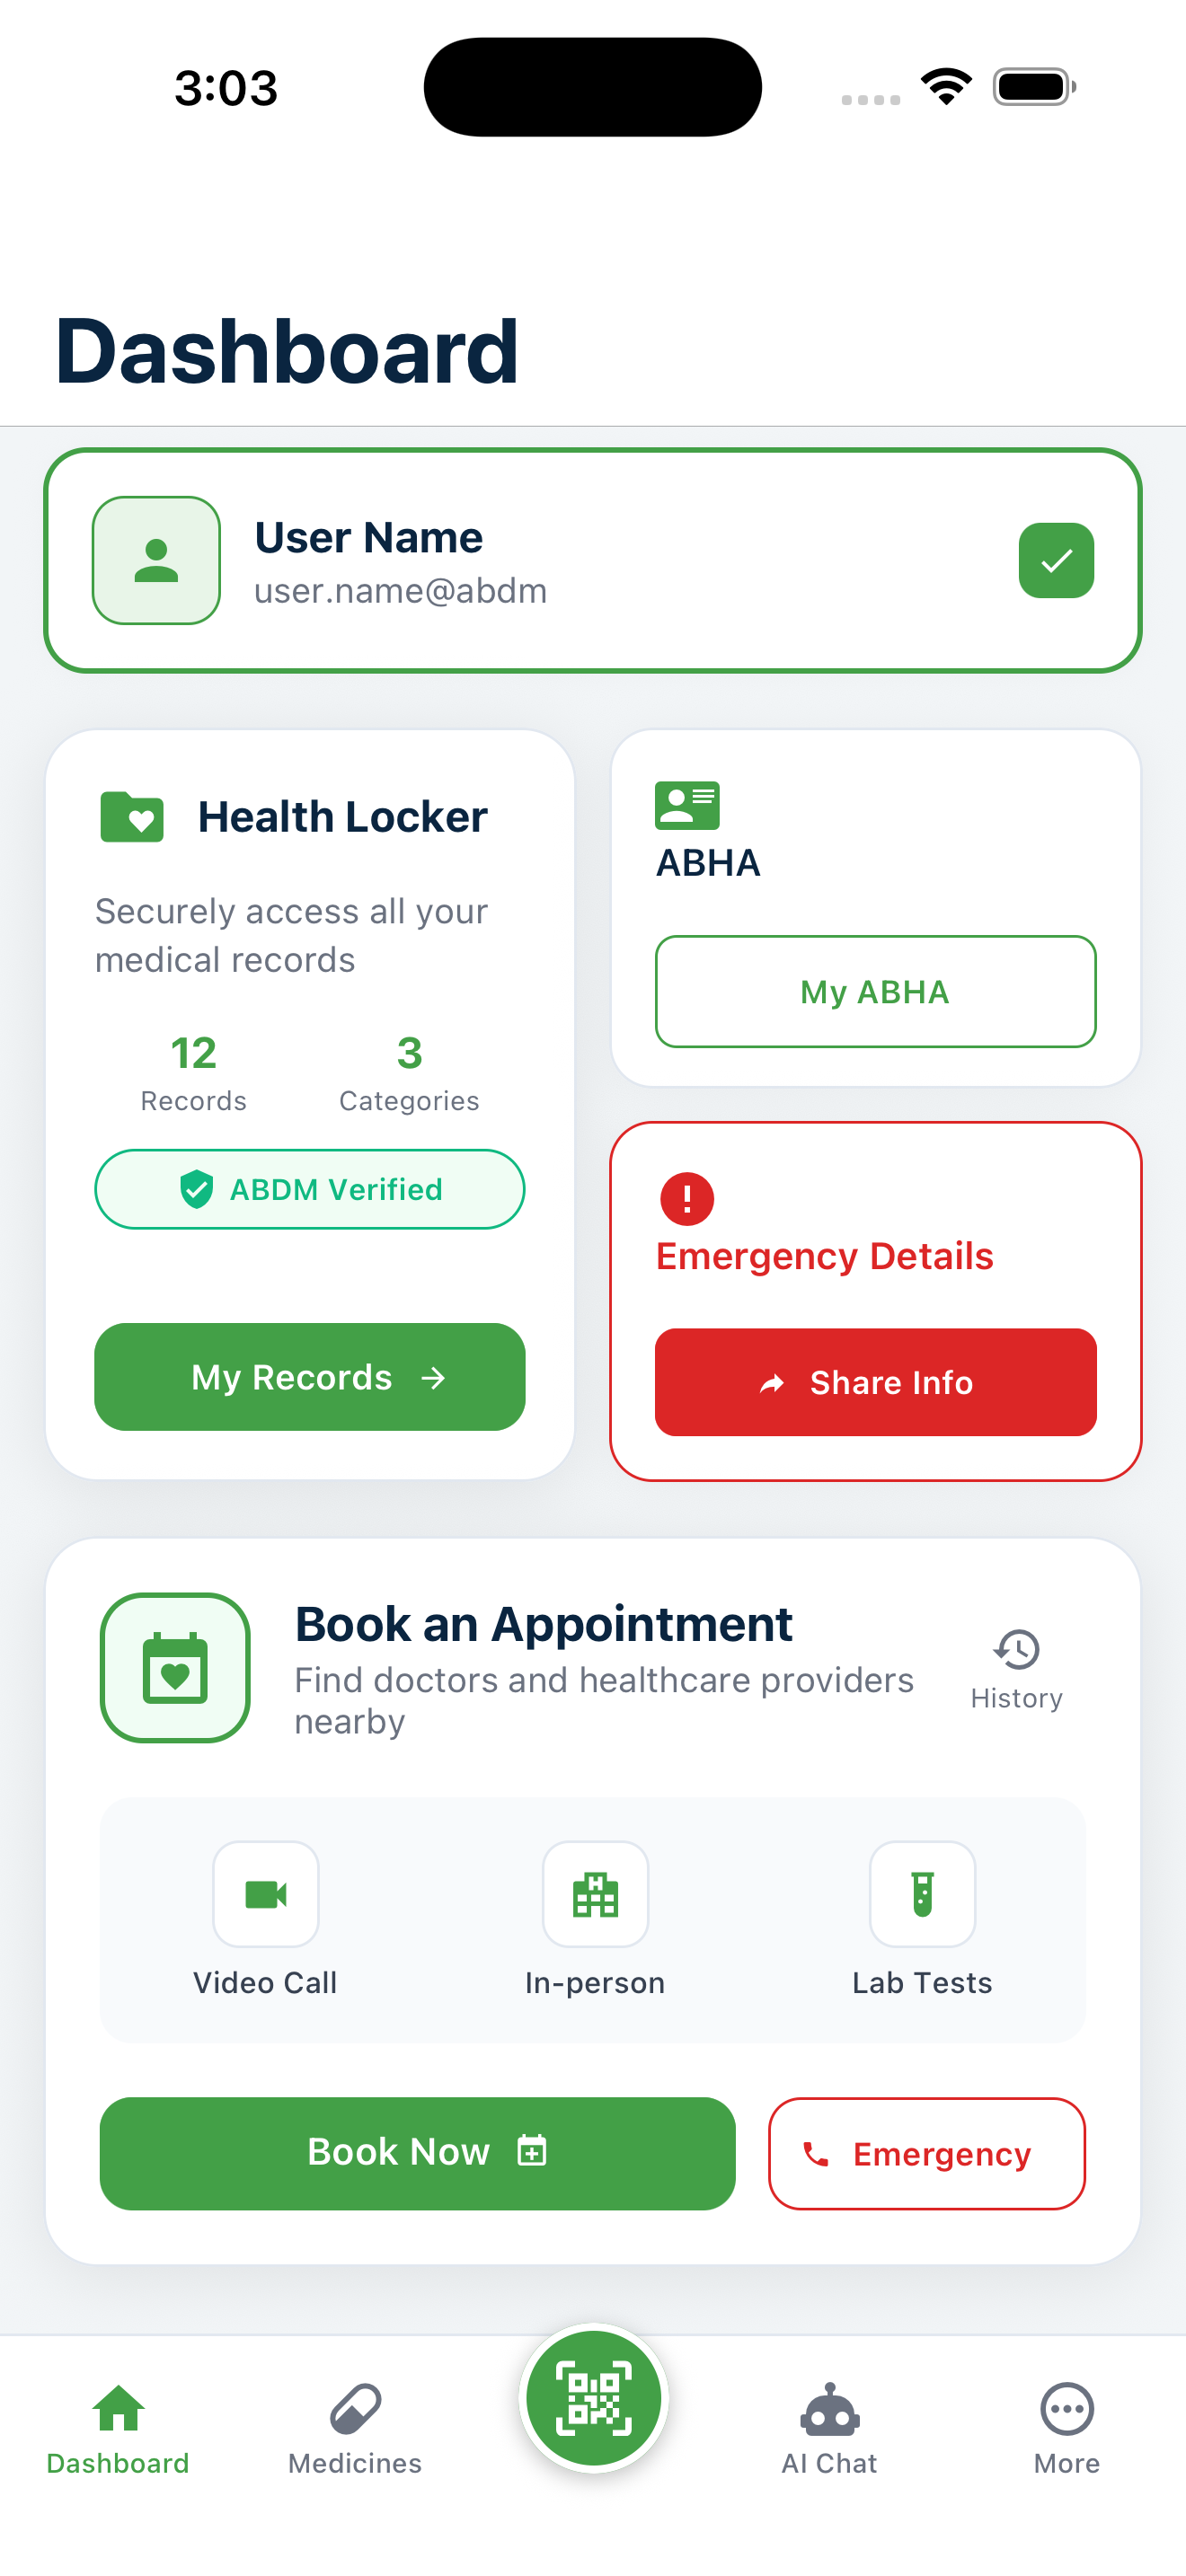 3:03
Dashboard
User Name
user.name@abdm
Health Locker
Securely access all your
medical records
12
Records
3
Categories
ABDM Verified
My Records
ABHA
My ABHA
Emergency Details
Share Info
Book an Appointment
Find doctors and healthcare providers
nearby
History
Video Call
In-person
Lab Tests
Book Now
Emergency
Dashboard
Medicines
AI Chat
More